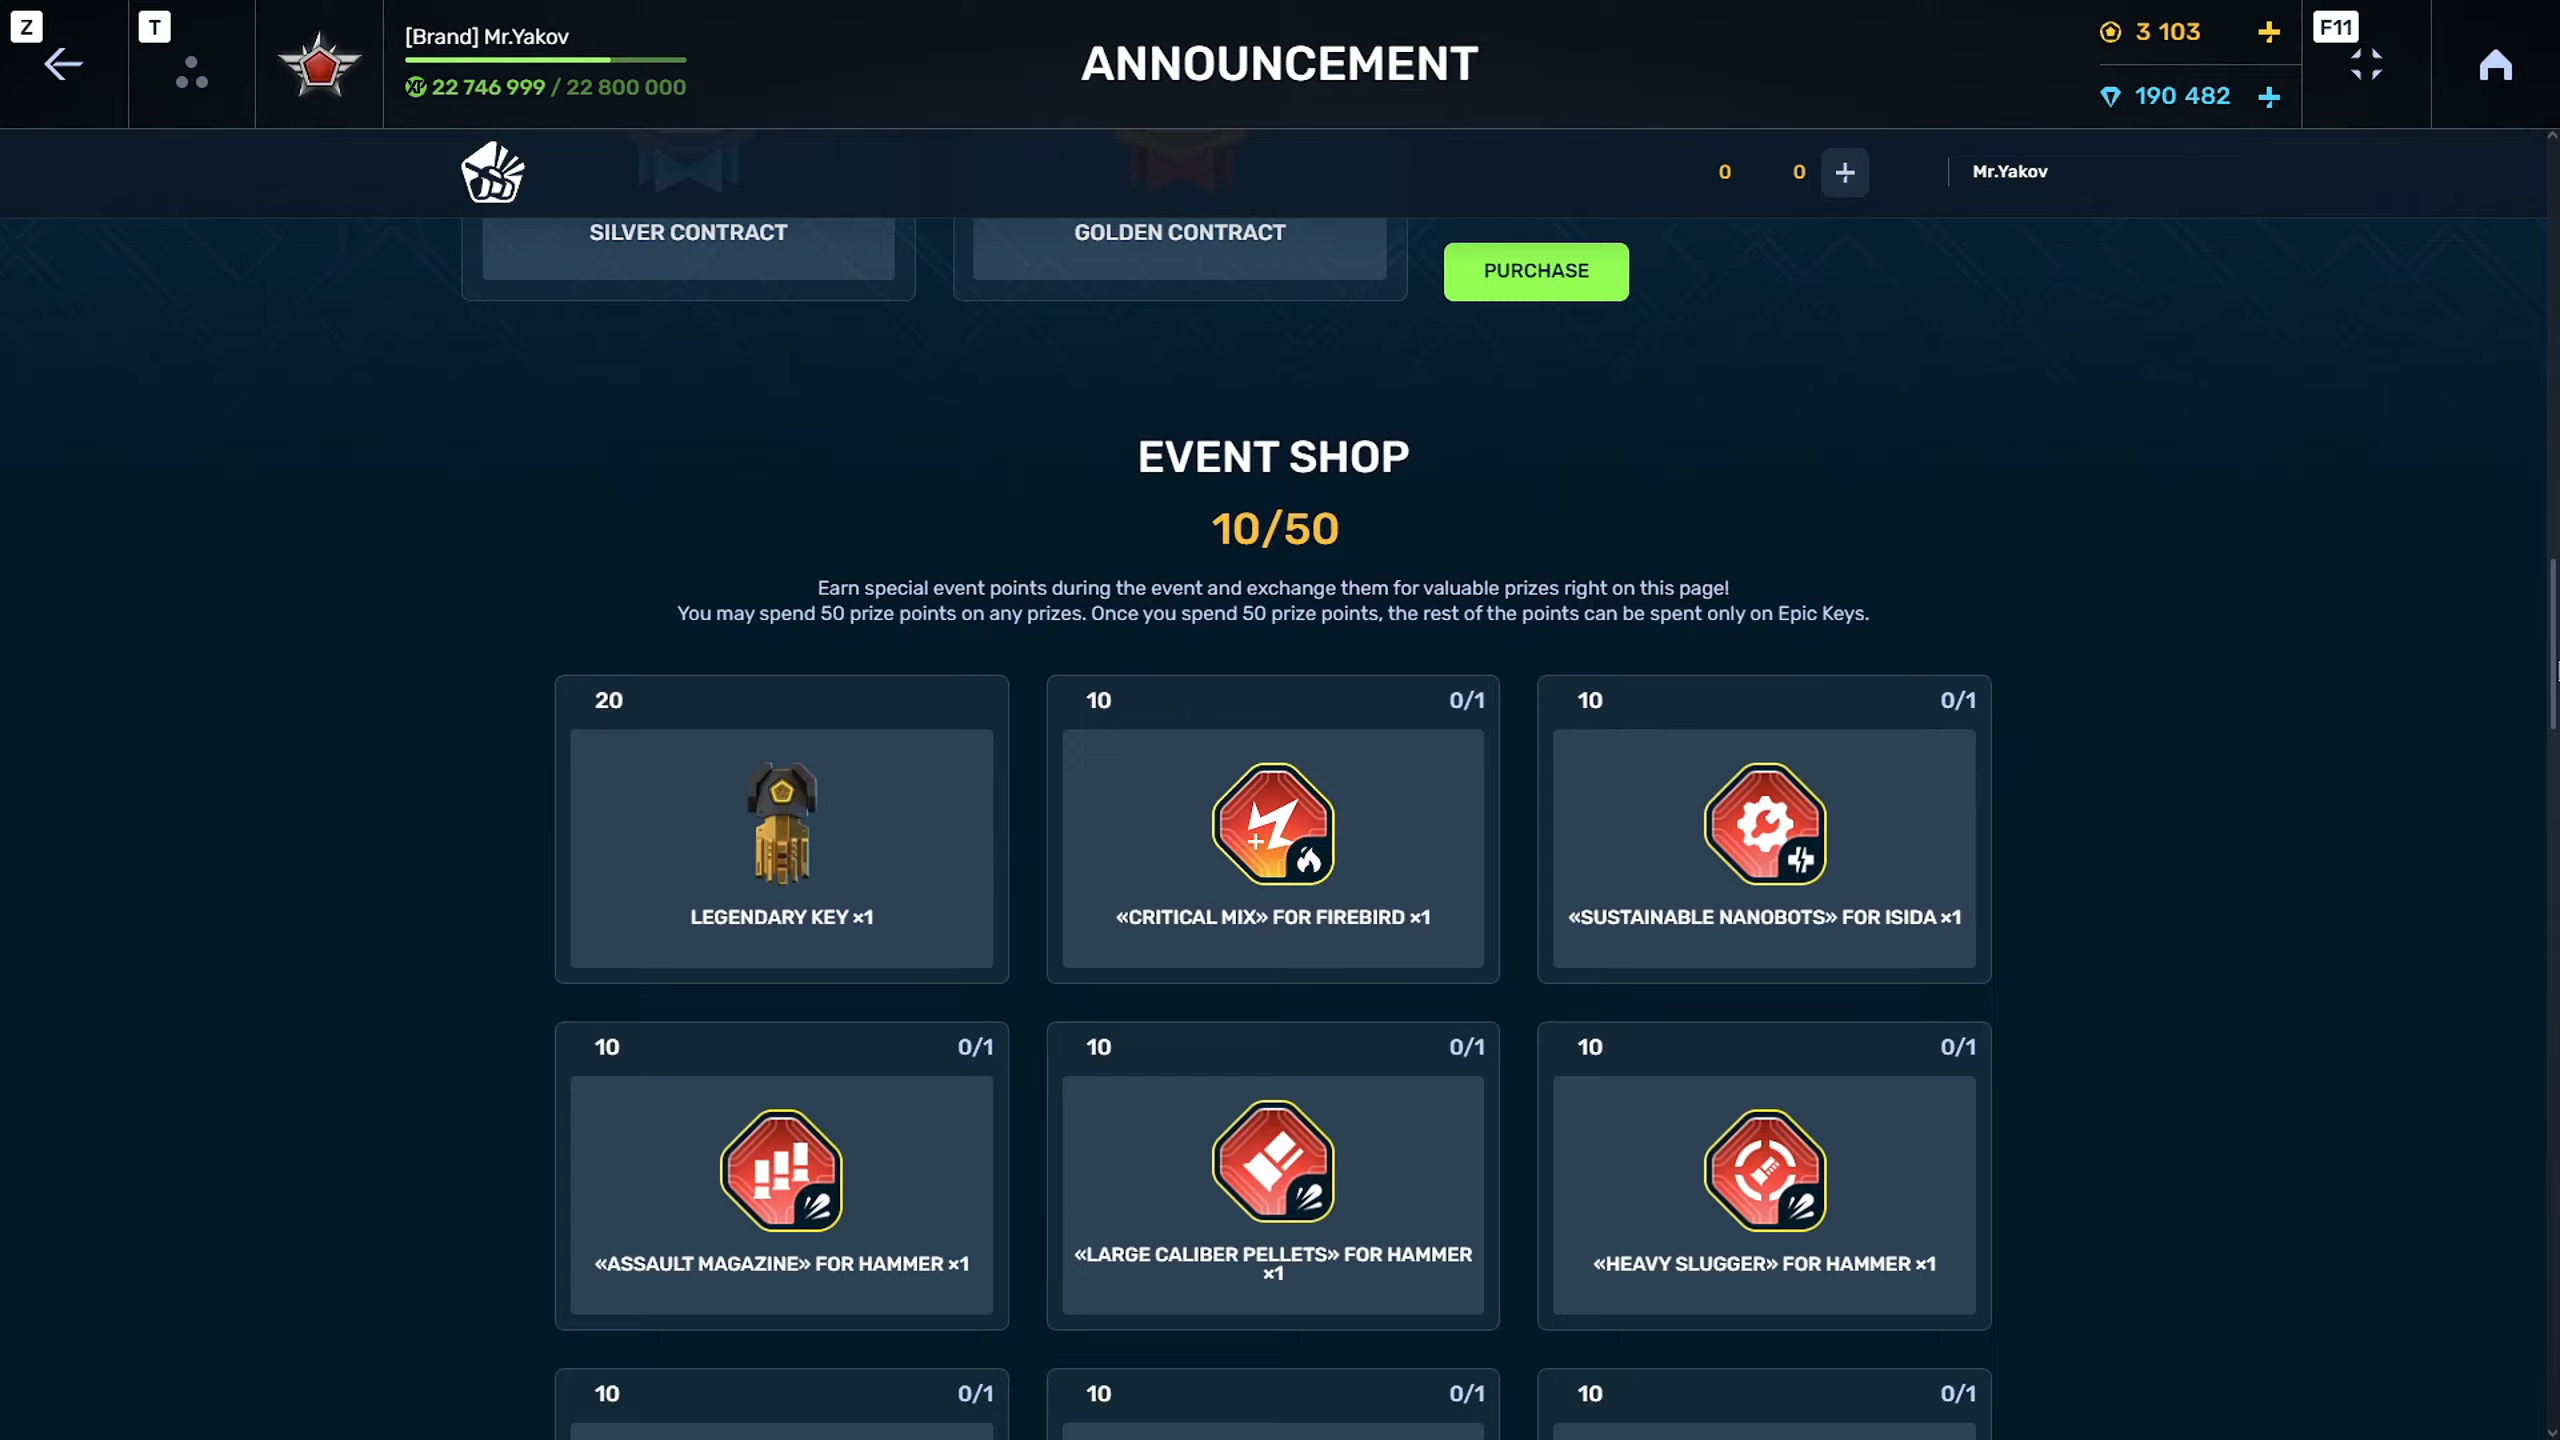 Z
T
[Brand] Mr.Yakov
22 746 999 / 22 800 000
ANNOUNCEMENT
3 103
190 482
F11
0 0 +
Mr.Yakov
SILVER CONTRACT
GOLDEN CONTRACT
PURCHASE
EVENT SHOP
10/50
Earn special event points during the event and exchange them for valuable prizes right on this page!
You may spend 50 prize points on any prizes. Once you spend 50 prize points, the rest of the points can be spent only on Epic Keys.
20
LEGENDARY KEY ×1
10 0/1
«CRITICAL MIX» FOR FIREBIRD ×1
10 0/1
«SUSTAINABLE NANOBOTS» FOR ISIDA ×1
10 0/1
«ASSAULT MAGAZINE» FOR HAMMER ×1
10 0/1
«LARGE CALIBER PELLETS» FOR HAMMER
×1
10 0/1
«HEAVY SLUGGER» FOR HAMMER ×1
10 0/1
10 0/1
10 0/1